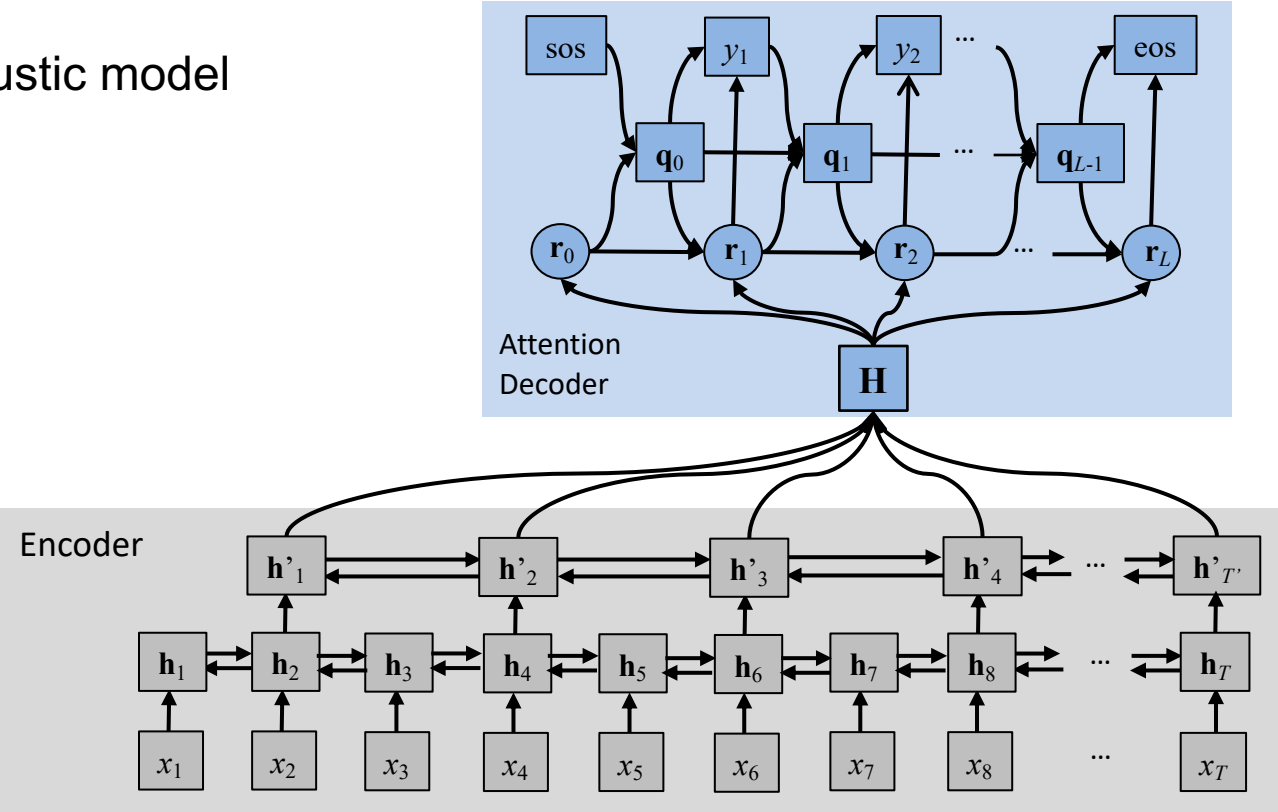 ustic model
sos y1 y2 ... eos
q0 q1 ... qL-1
r0 r1 r2 ... rL
Attention
Decoder
H
Encoder
h'1 h'2 h'3 h'4 ... h'T'
h1 h2 h3 h4 h5 h6 h7 h8 ... hT
x1 x2 x3 x4 x5 x6 x7 x8 ... xT